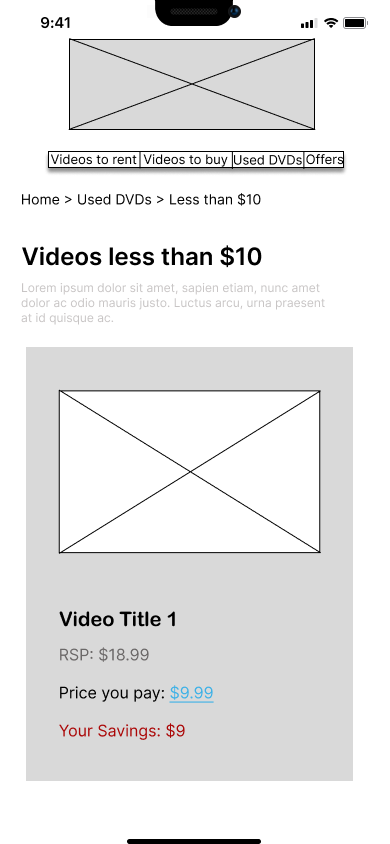 9:41
Videos to rent Videos to buy Used DVDs Offers
Home > Used DVDs > Less than $10
Videos less than $10
Lorem ipsum dolor sit amet, sapien etiam, nunc amet
dolor ac odio mauris justo. Luctus arcu, urna praesent
at id quisque ac.
Video Title 1
RSP: $18.99
Price you pay: $9.99
Your Savings: $9